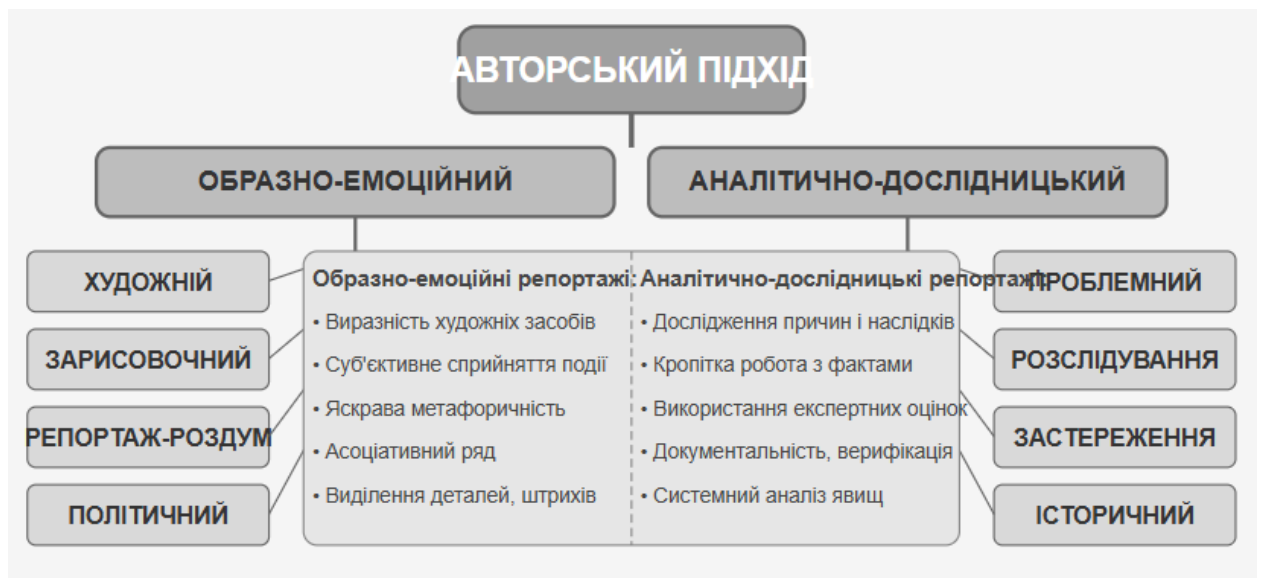 АВТОРСЬКИЙ ПІДХІД
ОБРАЗНО-ЕМОЦІЙНИЙ
АНАЛІТИЧНО-ДОСЛІДНИЦЬКИЙ
ХУДОЖНІЙ
ЗАРИСОВОЧНИЙ
РЕПОРТАЖ-РОЗДУМ
ПОЛІТИЧНИЙ
Образно-емоційні репортажі:
• Виразність художніх засобів
• Суб'єктивне сприйняття події
• Яскрава метафоричність
• Асоціативний ряд
• Виділення деталей, штрихів
Аналітично-дослідницькі репортажі:
• Дослідження причин і наслідків
• Кропітка робота з фактами
• Використання експертних оцінок
• Документальність, верифікація
• Системний аналіз явищ
ПРОБЛЕМНИЙ
РОЗСЛІДУВАННЯ
ЗАСТЕРЕЖЕННЯ
ІСТОРИЧНИЙ